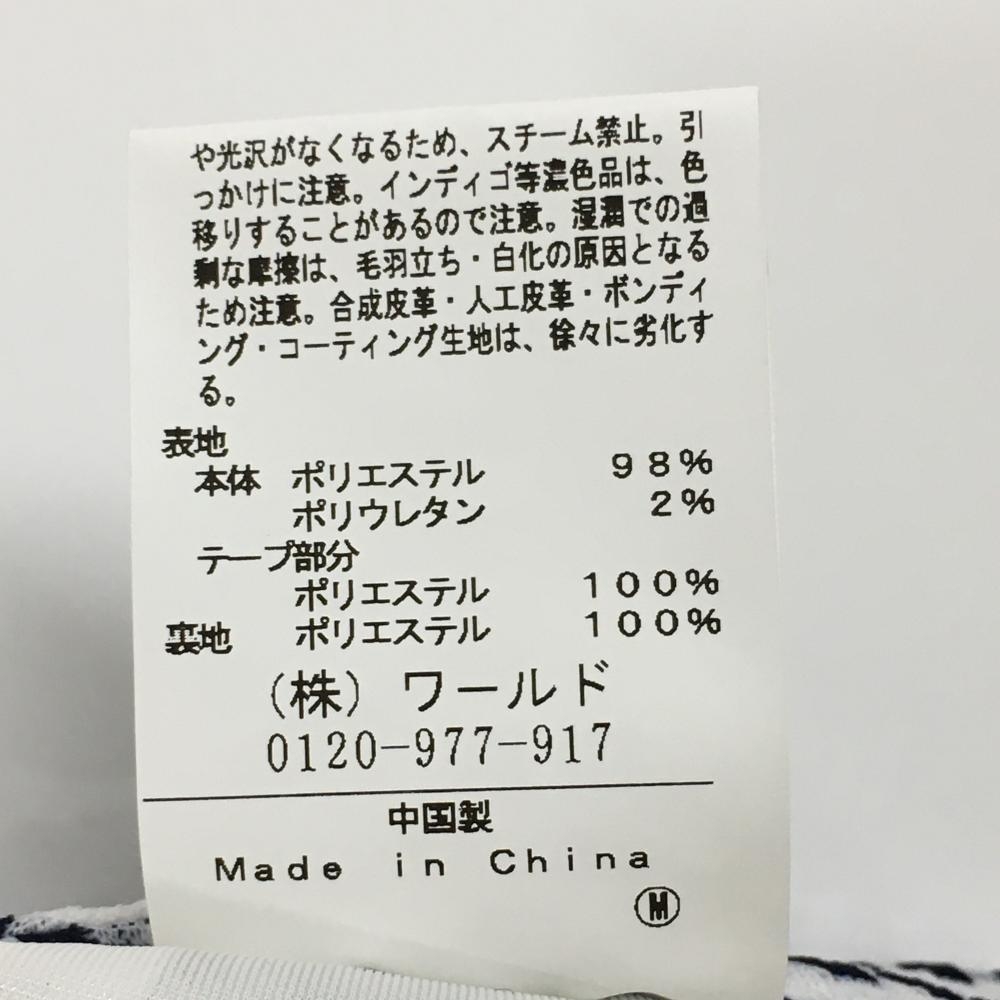 や光沢がなくなるため、スチーム禁止。引
っかけに注意。インディゴ等濃色品は、色
移りすることがあるので注意。湿潤での過
剰な摩擦は、毛羽立ち・白化の原因となる
ため注意。合成皮革・人工皮革・ボンディ
ング・コーティング生地は、徐々に劣化す
る。
表地
本体 ポリエステル 98%
ポリウレタン 2%
テープ部分
ポリエステル 100%
裏地 ポリエステル 100%
(株) ワールド
0120-977-917
中国製
Made in China
Ⓜ